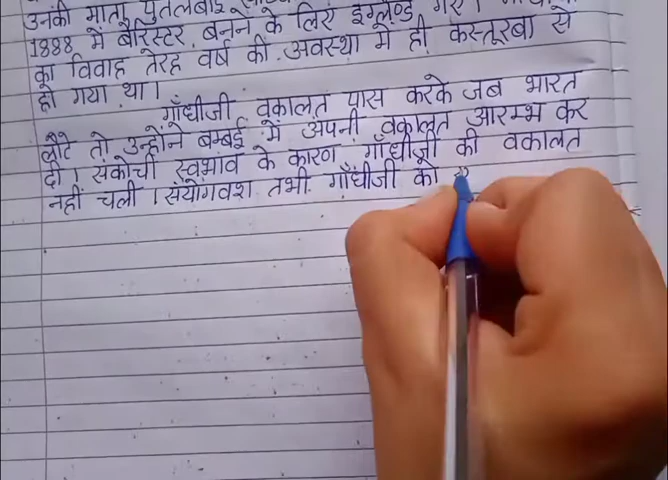 उनकी माता पुतलीबाई
1888 में बैरिस्टर बनने के लिए इंग्लैण्ड गए।
का विवाह तेरह वर्ष की अवस्था में ही कस्तूरबा से
हो गया था।
गाँधीजी वकालत पास करके जब भारत
लौटे तो उन्होंने बम्बई में अपनी वकालत आरम्भ कर
दी। संकोची स्वभाव के कारण गाँधीजी की वकालत
नहीं चली। संयोगवश तभी गाँधीजी को